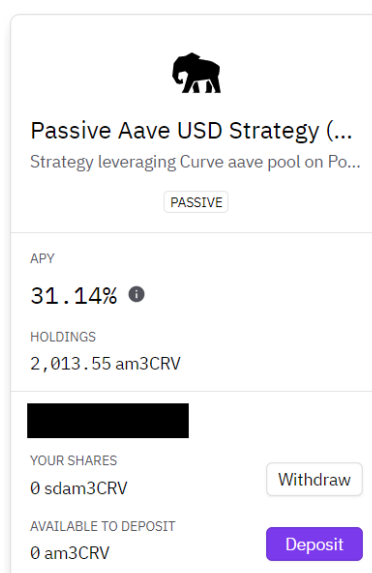 Passive Aave USD Strategy (...
Strategy leveraging Curve aave pool on Po...
PASSIVE
APY
31.14%
HOLDINGS
2,013.55 am3CRV
YOUR SHARES
0 sdam3CRV
Withdraw
AVAILABLE TO DEPOSIT
0 am3CRV
Deposit